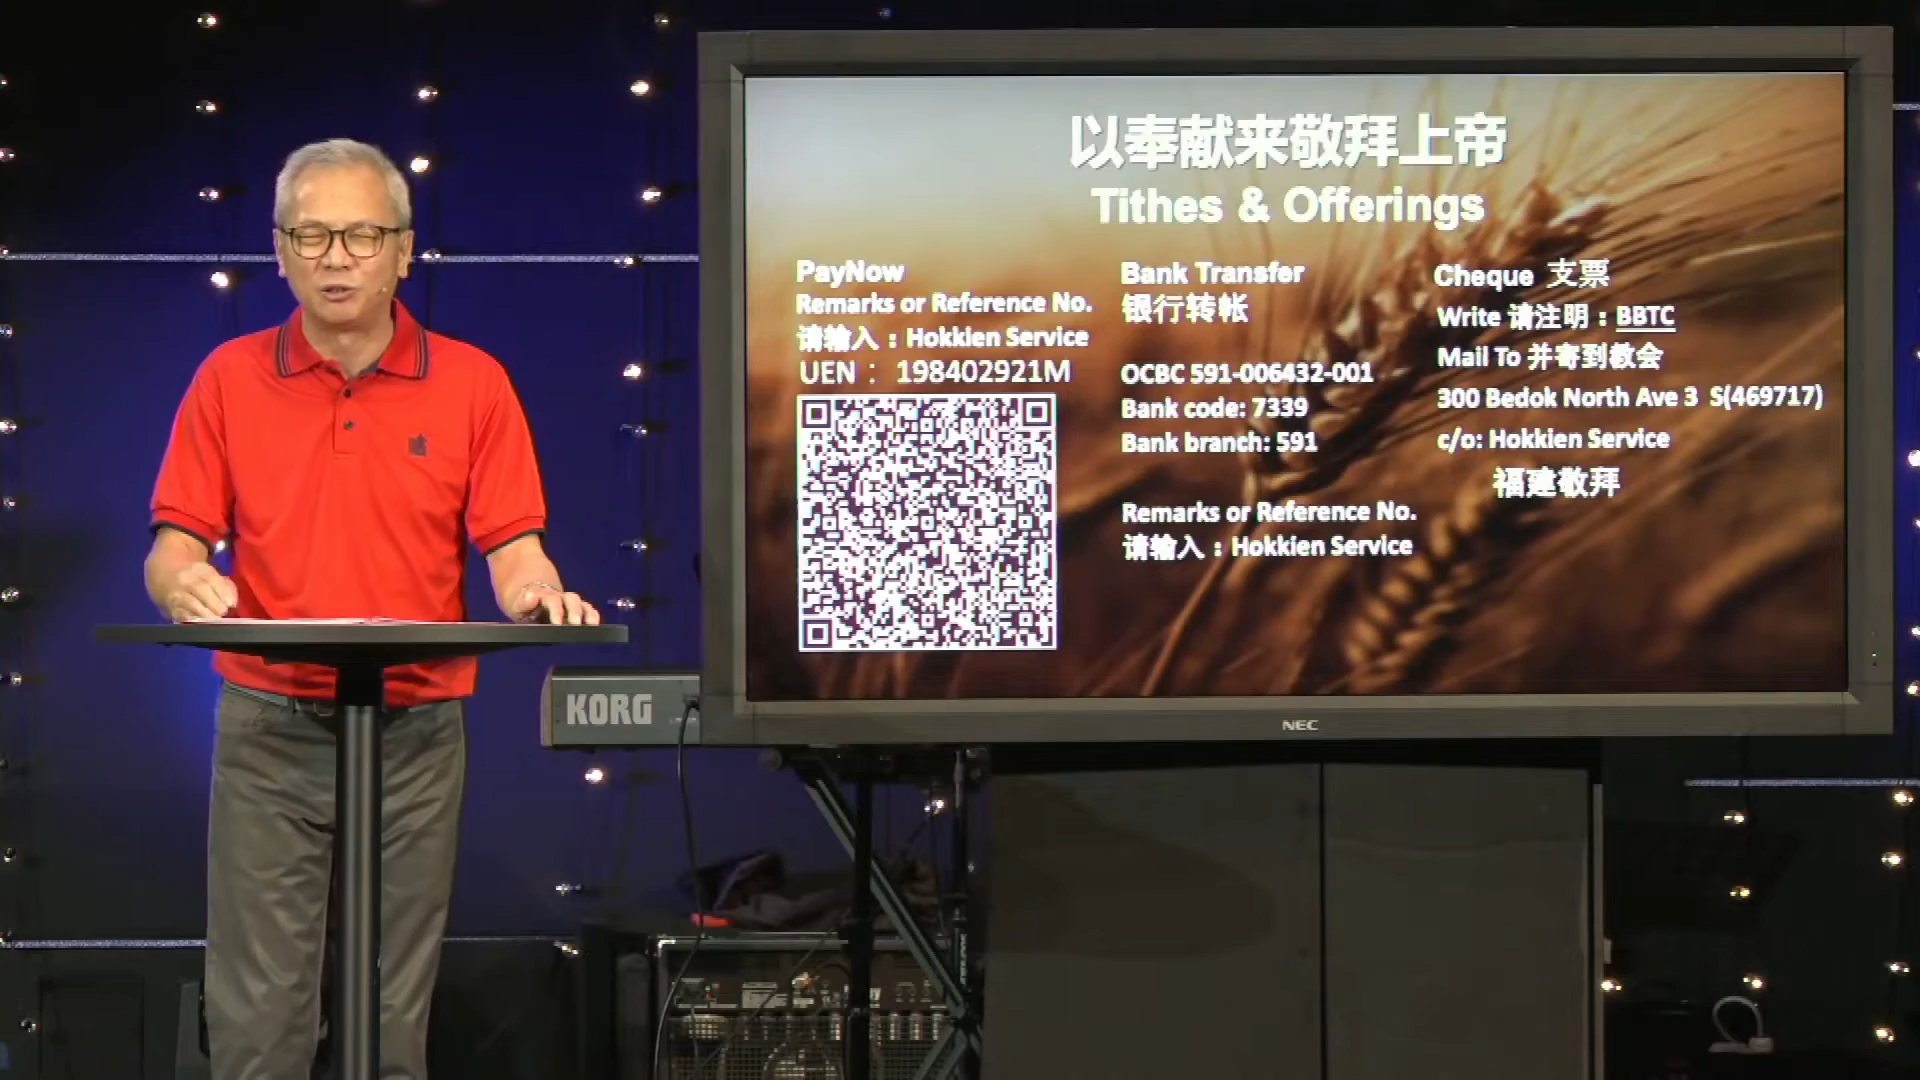 以奉献来敬拜上帝
Tithes & Offerings
PayNow
Remarks or Reference No.
请输入：Hokkien Service
UEN： 198402921M
Bank Transfer
银行转帐
OCBC 591-006432-001
Bank code: 7339
Bank branch: 591
Remarks or Reference No.
请输入：Hokkien Service
Cheque 支票
Write 请注明：BBTC
Mail To 并寄到教会
300 Bedok North Ave 3 S(469717)
c/o: Hokkien Service
福建敬拜
KORG
NEC